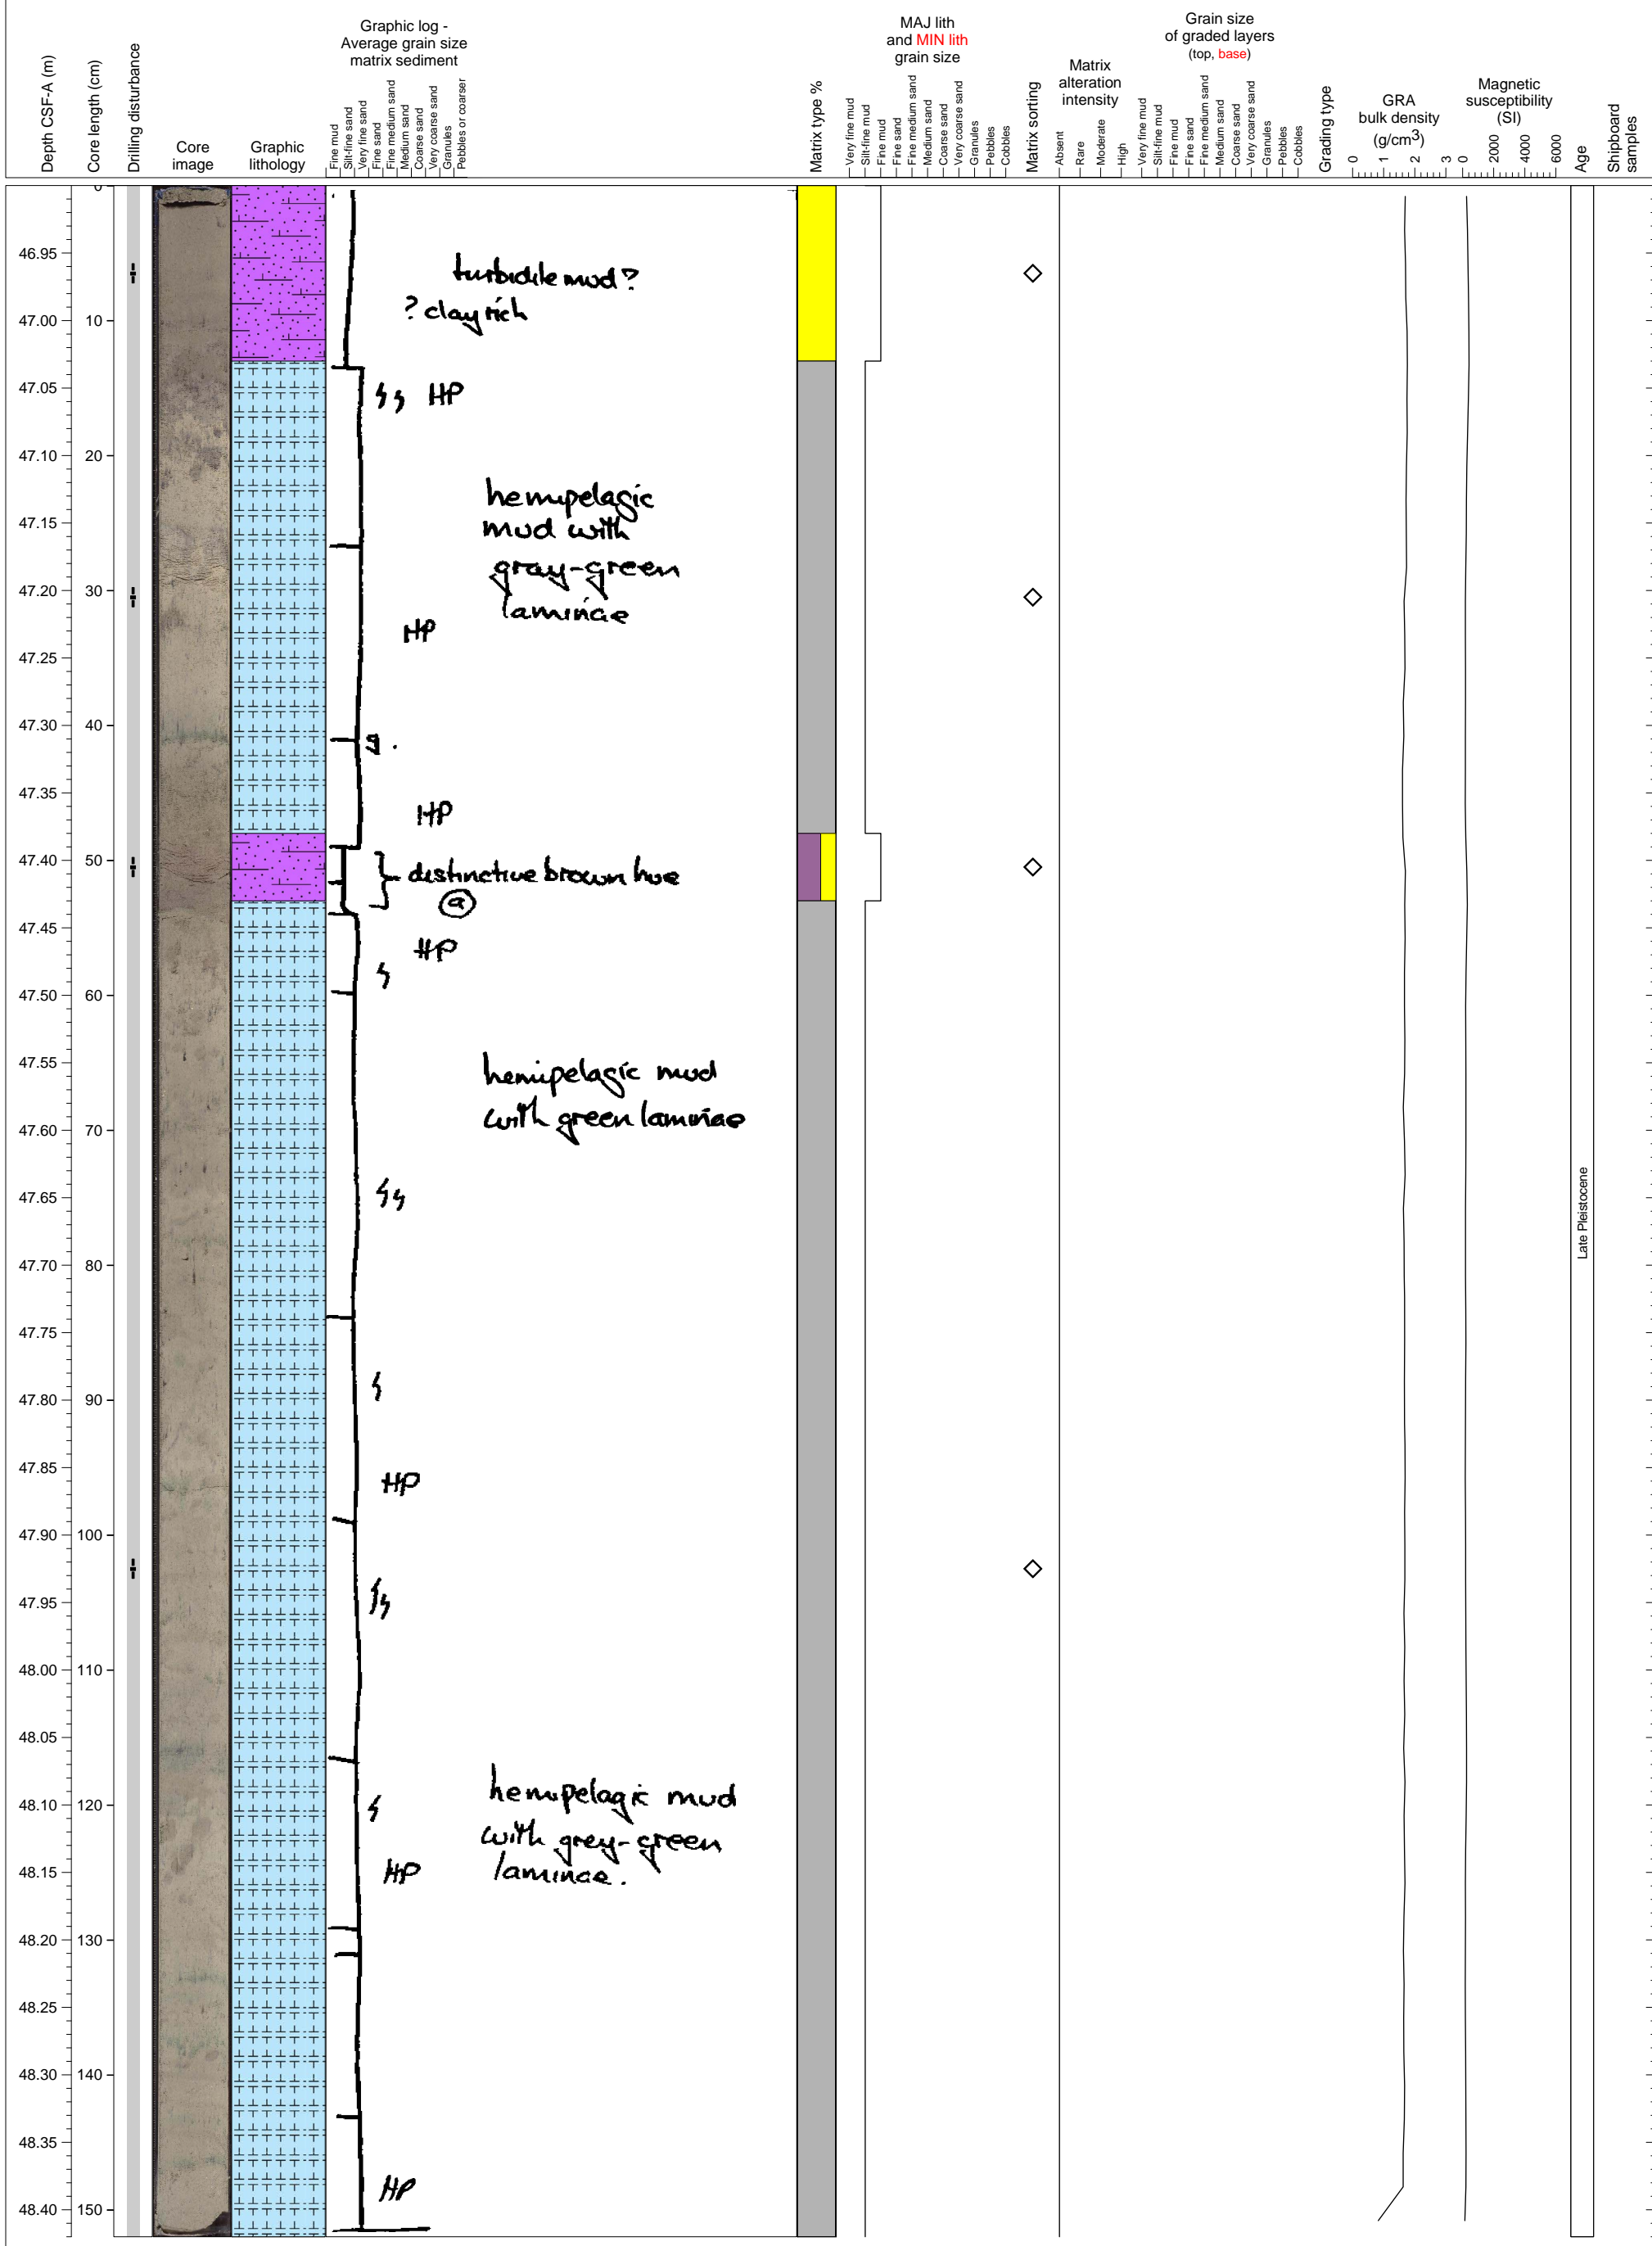 Depth CSF-A (m)
Core length (cm)
Drilling disturbance
Core
image
Graphic
lithology
Graphic log -
Average grain size
matrix sediment
Fine mud
Silt-fine sand
Very fine sand
Fine sand
Fine medium sand
Medium sand
Coarse sand
Very coarse sand
Granules
Pebbles or coarser
Matrix type %
MAJ lith
and MIN lith
grain size
Very fine mud
Silt-fine mud
Fine mud
Fine sand
Fine medium sand
Medium sand
Coarse sand
Very coarse sand
Granules
Pebbles
Cobbles
Matrix sorting
Matrix
alteration
intensity
Absent
Rare
Moderate
High
Grain size
of graded layers
(top, base)
Very fine mud
Silt-fine mud
Fine mud
Fine sand
Fine medium sand
Medium sand
Coarse sand
Very coarse sand
Granules
Pebbles
Cobbles
Grading type
GRA
bulk density
(g/cm3)
0 1 2 3
Magnetic
susceptibility
(SI)
0 2000 4000 6000
Age
Shipboard
samples
0
46.95
turbidite mud?
47.00 10
? clay rich
47.05
HP
47.10 20
hemipelagic
47.15
mud with
gray-green
47.20 30
laminae
HP
47.25
47.30 40
g.
47.35
HP
47.40 50
distinctive brown hue
a
47.45
HP
47.50 60
47.55
hemipelagic mud
47.60 70
with green laminae
47.65
47.70 80
Late Pleistocene
47.75
47.80 90
47.85
HP
47.90 100
47.95
48.00 110
48.05
48.10 120
hemipelagic mud
with grey-green
48.15
HP
laminae.
48.20 130
48.25
48.30 140
48.35
HP
48.40 150